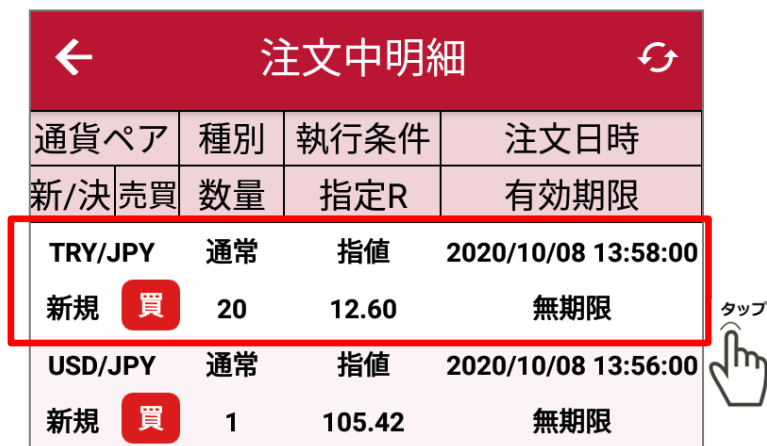 注文中明細
通貨ペア 種別 執行条件 注文日時
新/決 売買 数量 指定R 有効期限
TRY/JPY 通常 指値 2020/10/08 13:58:00
新規 買 20 12.60 無期限
タップ
USD/JPY 通常 指値 2020/10/08 13:56:00
新規 買 1 105.42 無期限